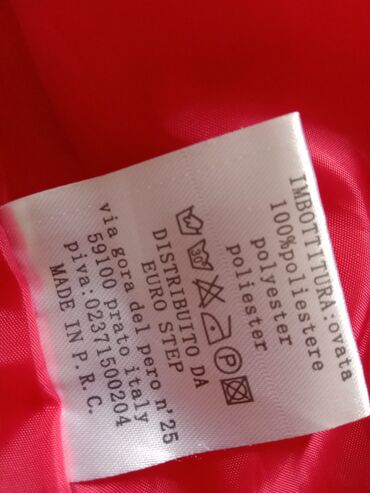 IMBOTTITURA:ovata
100%poliestere
polyester
poliester
30
P
DISTRIBUITO DA
EURO STEP
via gora del pero n'25
59100 prato italy
piva:02371500204
MADE IN P.R.C.